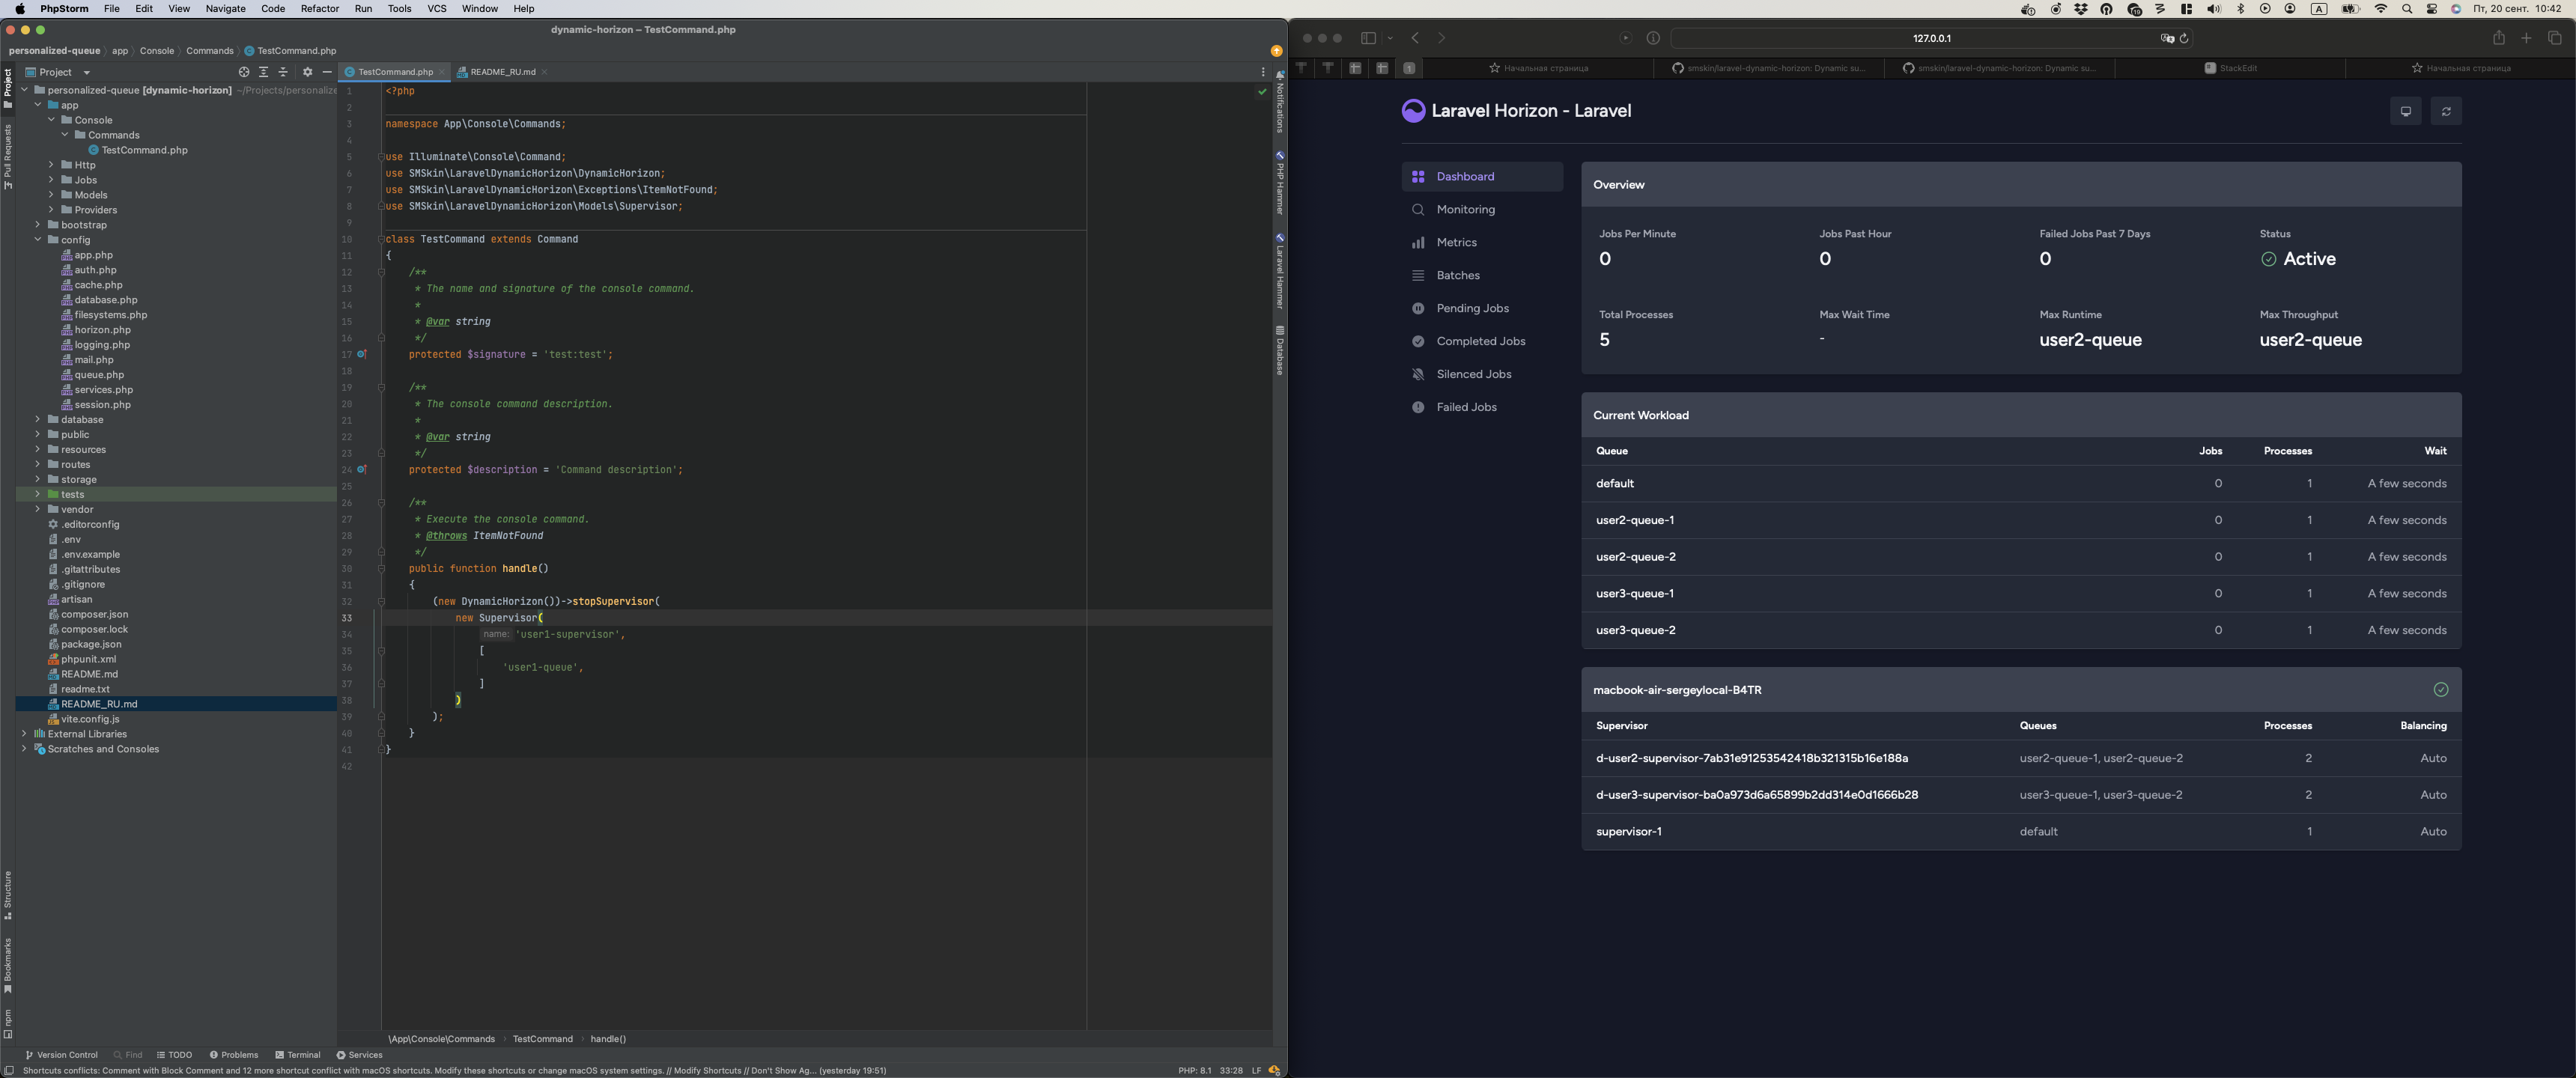 PhpStorm File Edit View Navigate Code Refactor Run Tools VCS Window Help
Пт, 20 сент. 10:42
dynamic-horizon – TestCommand.php
personalized-queue app Console Commands TestCommand.php
Project
TestCommand.php
README_RU.md
Project
Pull Requests
Structure
Bookmarks
npm
personalized-queue [dynamic-horizon] ~/Projects/personalize
app
Console
Commands
TestCommand.php
Http
Jobs
Models
Providers
bootstrap
config
app.php
auth.php
cache.php
database.php
filesystems.php
horizon.php
logging.php
mail.php
queue.php
services.php
session.php
database
public
resources
routes
storage
tests
vendor
.editorconfig
.env
.env.example
.gitattributes
.gitignore
artisan
composer.json
composer.lock
package.json
phpunit.xml
README.md
readme.txt
README_RU.md
vite.config.js
External Libraries
Scratches and Consoles
1 <?php
2
3 namespace App\Console\Commands;
4
5 use Illuminate\Console\Command;
6 use SMSkin\LaravelDynamicHorizon\DynamicHorizon;
7 use SMSkin\LaravelDynamicHorizon\Exceptions\ItemNotFound;
8 use SMSkin\LaravelDynamicHorizon\Models\Supervisor;
9
10 class TestCommand extends Command
11 {
12 /**
13 * The name and signature of the console command.
14 *
15 * @var string
16 */
17 protected $signature = 'test:test';
18
19 /**
20 * The console command description.
21 *
22 * @var string
23 */
24 protected $description = 'Command description';
25
26 /**
27 * Execute the console command.
28 * @throws ItemNotFound
29 */
30 public function handle()
31 {
32 (new DynamicHorizon())->stopSupervisor(
33 new Supervisor(
34 name: 'user1-supervisor',
35 [
36 'user1-queue',
37 ]
38 )
39 );
40 }
41 }
42
Notifications
PHP Hammer
Laravel Hammer
Database
\App\Console\Commands TestCommand handle()
Version Control Find TODO Problems Terminal Services
Shortcuts conflicts: Comment with Block Comment and 12 more shortcut conflict with macOS shortcuts. Modify these shortcuts or change macOS system settings. // Modify Shortcuts // Don't Show Ag... (yesterday 19:51)
PHP: 8.1 33:28 LF
127.0.0.1
1
Начальная страница
smskin/laravel-dynamic-horizon: Dynamic su...
smskin/laravel-dynamic-horizon: Dynamic su...
StackEdit
Начальная страница
Laravel Horizon - Laravel
Dashboard
Monitoring
Metrics
Batches
Pending Jobs
Completed Jobs
Silenced Jobs
Failed Jobs
Overview
Jobs Per Minute Jobs Past Hour Failed Jobs Past 7 Days Status
0 0 0 Active
Total Processes Max Wait Time Max Runtime Max Throughput
5 - user2-queue user2-queue
Current Workload
Queue Jobs Processes Wait
default 0 1 A few seconds
user2-queue-1 0 1 A few seconds
user2-queue-2 0 1 A few seconds
user3-queue-1 0 1 A few seconds
user3-queue-2 0 1 A few seconds
macbook-air-sergeylocal-B4TR
Supervisor Queues Processes Balancing
d-user2-supervisor-7ab31e91253542418b321315b16e188a user2-queue-1, user2-queue-2 2 Auto
d-user3-supervisor-ba0a973d6a65899b2dd314e0d1666b28 user3-queue-1, user3-queue-2 2 Auto
supervisor-1 default 1 Auto